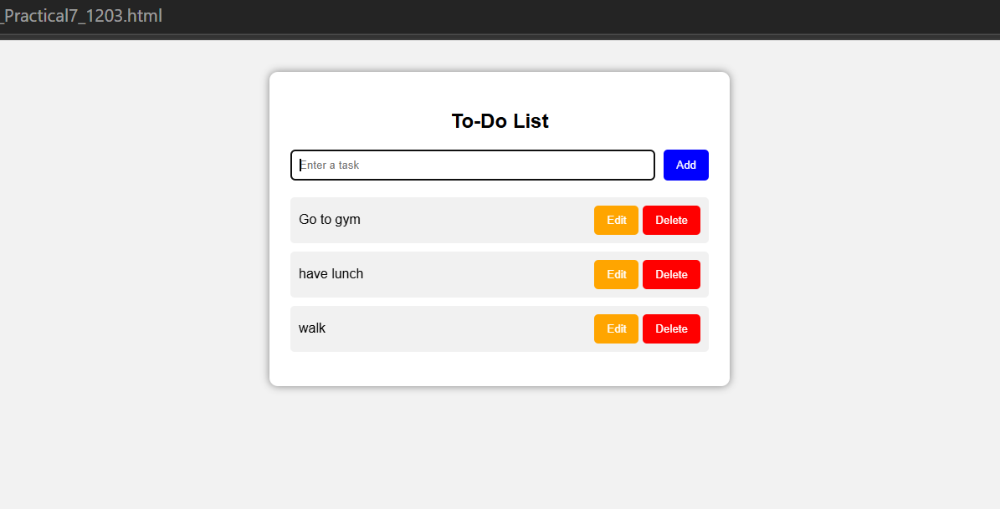 _Practical7_1203.html
To-Do List
Enter a task Add
Go to gym Edit Delete
have lunch Edit Delete
walk Edit Delete